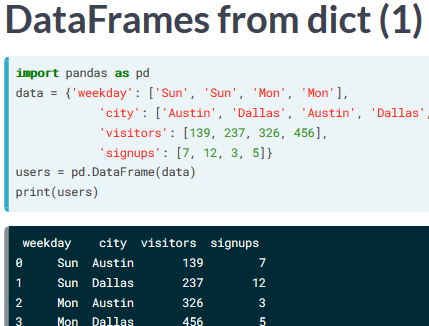 DataFrames from dict (1)
import pandas as pd
data = {'weekday': ['Sun', 'Sun', 'Mon', 'Mon'],
'city': ['Austin', 'Dallas', 'Austin', 'Dallas',
'visitors': [139, 237, 326, 456],
'signups': [7, 12, 3, 5]}
users = pd.DataFrame(data)
print(users)
weekday city visitors signups
0 Sun Austin 139 7
1 Sun Dallas 237 12
2 Mon Austin 326 3
3 Mon Dallas 456 5